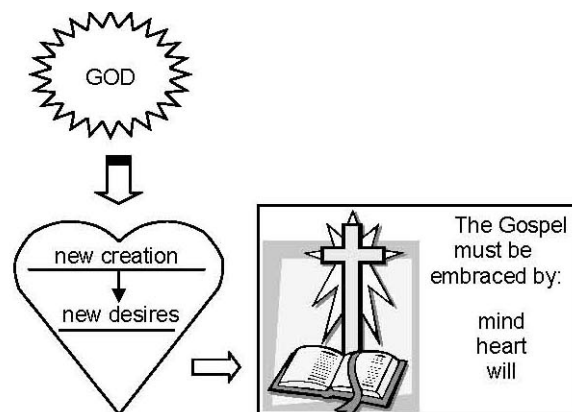 GOD
new creation
new desires
The Gospel
must be
embraced by:
mind
heart
will